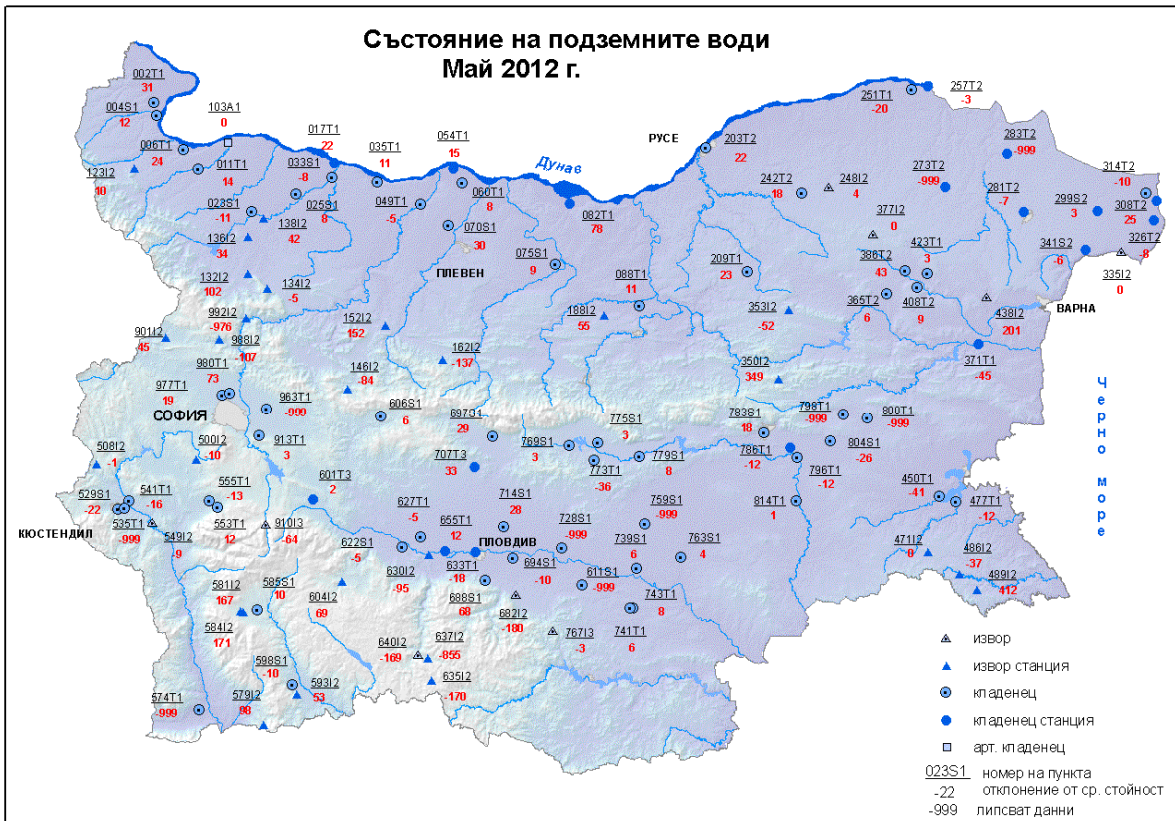 Състояние на подземните води
Май 2012 г.
002T1
31
004S1
12
103A1
0
006T1
24
011T1
14
123I2
10
017T1
22
033S1
-8
035T1
11
054T1
15
028S1
-11
025S1
8
138I2
42
136I2
34
049T1
-5
060T1
8
070S1
30
Дунав
082T1
78
РУСЕ
203T2
22
251T1
-20
257T2
-3
283T2
-999
273T2
-999
242T2
18
248I2
4
314T2
-10
281T2
-7
299S2
3
308T2
25
377I2
0
423T1
3
386T2
43
341S2
-6
326T2
-8
335I2
0
132I2
102
134I2
-5
ПЛЕВЕН
075S1
9
088T1
11
209T1
23
188I2
55
353I2
-52
365T2
6
408T2
9
438I2
201
ВАРНА
992I2
-976
901I2
45
988I2
-107
152I2
152
162I2
-137
146I2
-84
350I2
349
371T1
-45
980T1
73
977T1
19
СОФИЯ
963T1
-999
606S1
6
697S1
29
775S1
3
783S1
18
798T1
-999
800T1
-999
Черно море
508I2
-1
500I2
-10
913T1
3
769S1
3
773T1
-36
779S1
8
786T1
-12
804S1
-26
796T1
-12
707T3
33
601T3
2
529S1
-22
541T1
-16
555T1
-13
627T1
-5
714S1
28
759S1
-999
814T1
1
450T1
-41
477T1
-12
КЮСТЕНДИЛ
535T1
-999
549I2
9
553T1
12
910I3
-64
622S1
-5
655T1
12
ПЛОВДИВ
728S1
-999
739S1
6
763S1
4
471I2
8
486I2
-37
489I2
412
630I2
-95
633T1
-18
694S1
-10
611S1
-999
581I2
167
585S1
10
604I2
69
688S1
68
682I2
-180
743T1
8
741T1
6
584I2
171
640I2
-169
637I2
-855
767I3
-3
635I2
-170
598S1
-10
593I2
53
574T1
-999
579I2
98
извор
извор станция
кладенец
кладенец станция
арт. кладенец
023S1 номер на пункта
-22 отклонение от ср. стойност
-999 липсват данни